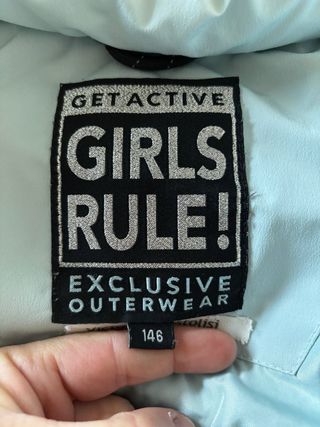 GET ACTIVE
GIRLS
RULE!
EXCLUSIVE
OUTERWEAR
146